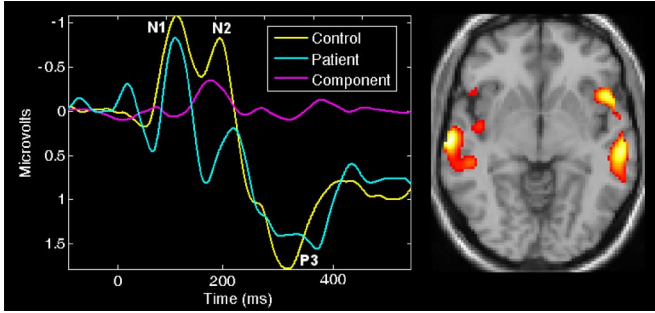 -1
-0.5
0
0.5
1
1.5
Microvolts
N1
N2
P3
Control
Patient
Component
0
200
400
Time (ms)